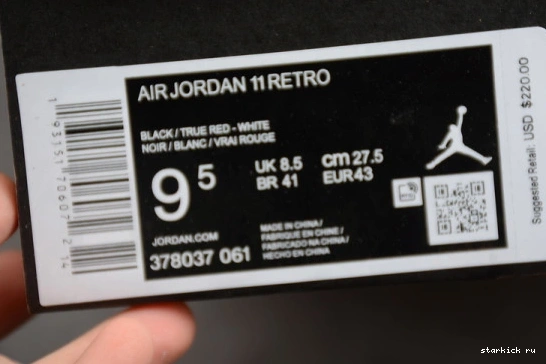 AIR JORDAN 11 RETRO
BLACK / TRUE RED - WHITE
NOIR / BLANC / VRAI ROUGE
9 5
UK 8.5
BR 41
cm 27.5
EUR 43
JORDAN.COM
378037 061
MADE IN CHINA /
FABRIQUE EN CHINE /
FABRICADO NA CHINA /
HECHO EN CHINA
Suggested Retail: USD $220.00
starkick ru